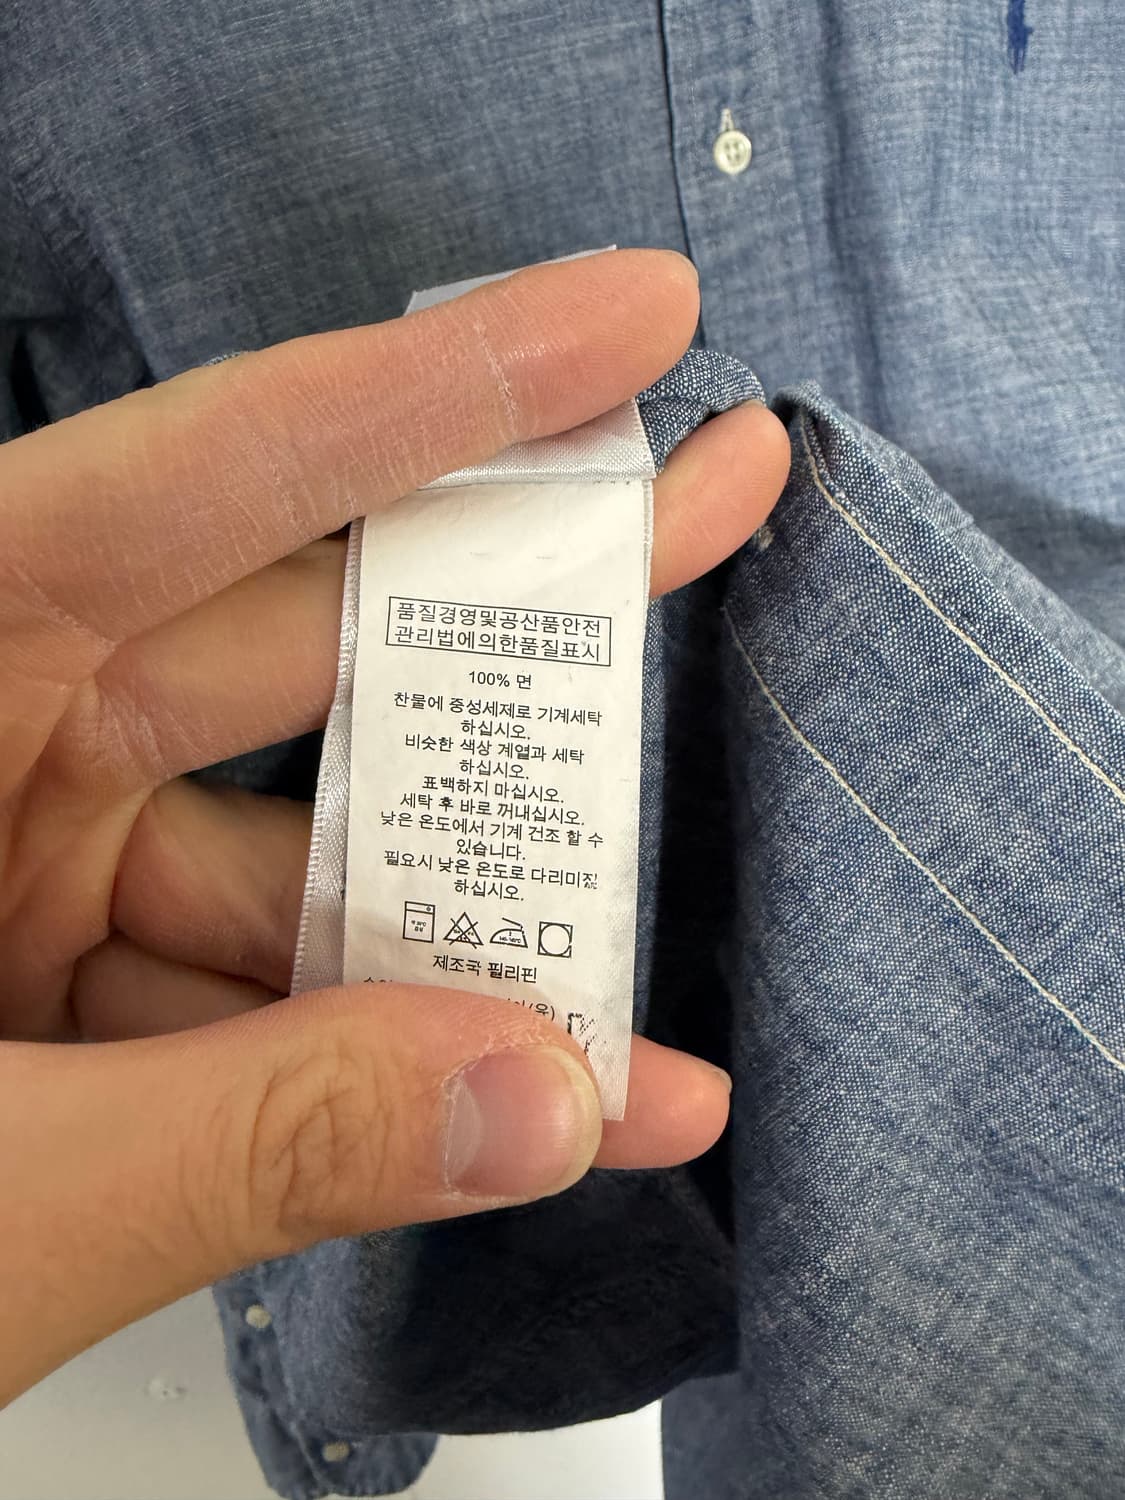 품질경영및공산품안전
관리법에의한품질표시
100% 면
찬물에 중성세제로 기계세탁
하십시오.
비슷한 색상 계열과 세탁
하십시오.
표백하지 마십시오.
세탁 후 바로 꺼내십시오.
낮은 온도에서 기계 건조 할 수
있습니다.
필요시 낮은 온도로 다리미질
하십시오.
제조국 필리핀
(유)